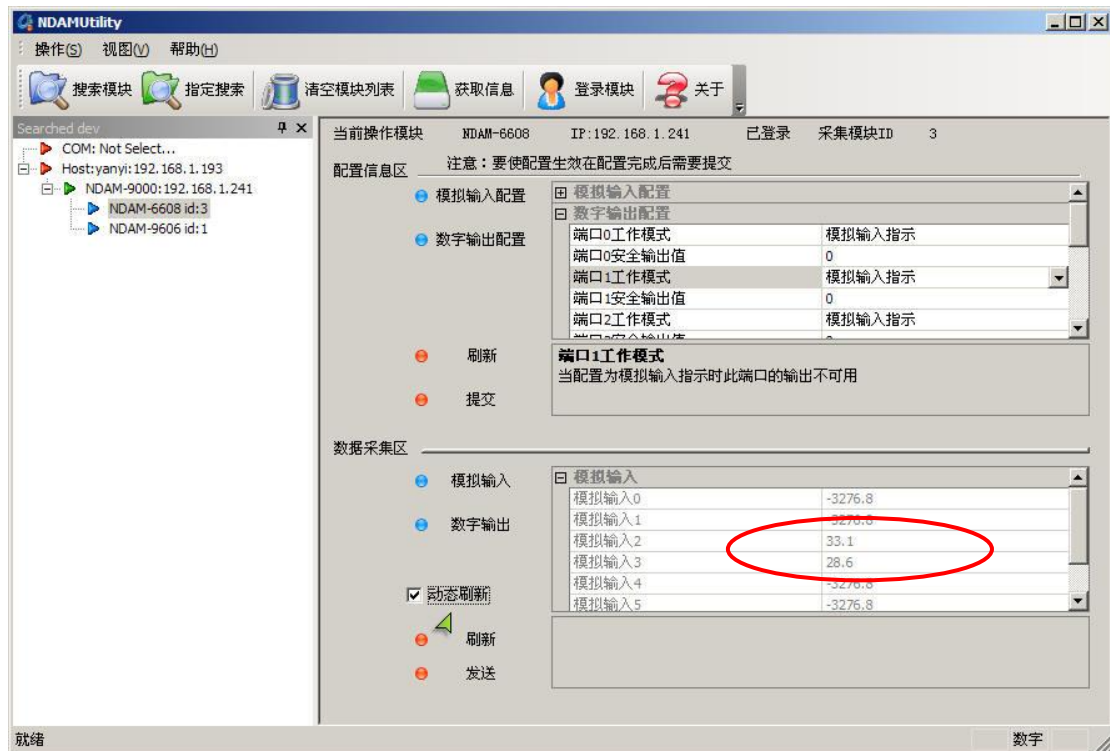 NDAMUtility
操作(S) 视图(V) 帮助(H)
搜索模块 指定搜索 清空模块列表 获取信息 登录模块 关于
Searched dev
COM: Not Select...
Host:yanyi:192.168.1.193
NDAM-9000:192.168.1.241
NDAM-6608 id:3
NDAM-9606 id:1
当前操作模块 NDAM-6608 IP:192.168.1.241 已登录 采集模块ID 3
配置信息区 注意：要使配置生效在配置完成后需要提交
模拟输入配置
数字输出配置
模拟输入配置
数字输出配置
端口0工作模式 模拟输入指示
端口0安全输出值 0
端口1工作模式 模拟输入指示
端口1安全输出值 0
端口2工作模式 模拟输入指示
刷新
提交
端口1工作模式
当配置为模拟输入指示时此端口的输出不可用
数据采集区
模拟输入
数字输出
模拟输入
模拟输入0 -3276.8
模拟输入1 -3276.8
模拟输入2 33.1
模拟输入3 28.6
模拟输入4 -3276.8
模拟输入5 -3276.8
动态刷新
刷新
发送
就绪 数字